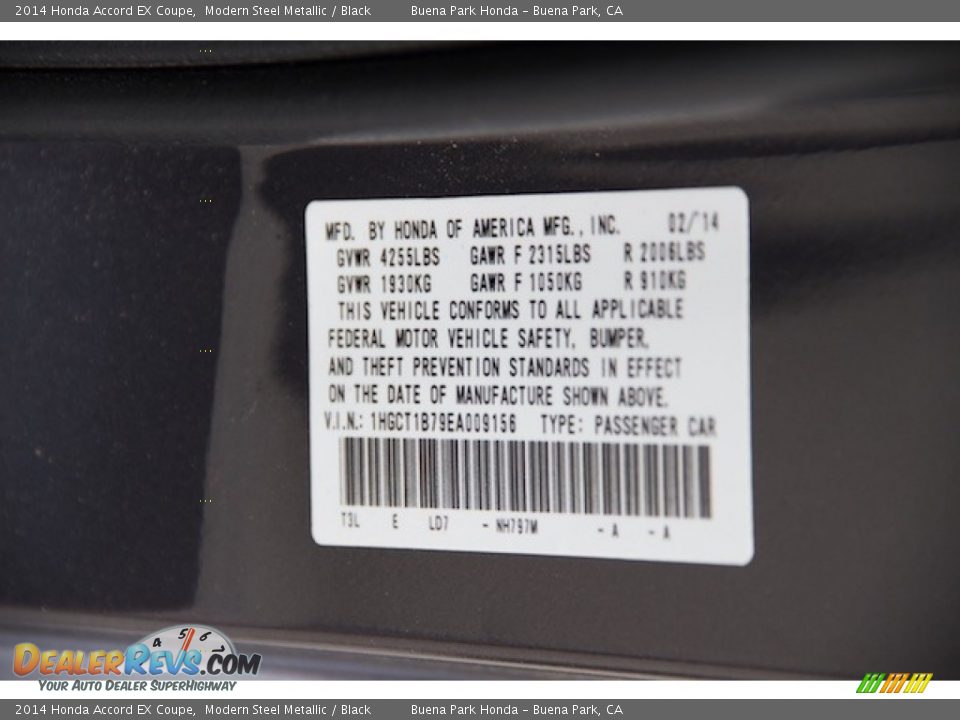 2014 Honda Accord EX Coupe, Modern Steel Metallic / Black Buena Park Honda - Buena Park, CA
MFD. BY HONDA OF AMERICA MFG., INC. 02/14
GVWR 4255LBS GAWR F 2315LBS R 2006LBS
GVWR 1930KG GAWR F 1050KG R 910KG
THIS VEHICLE CONFORMS TO ALL APPLICABLE
FEDERAL MOTOR VEHICLE SAFETY, BUMPER,
AND THEFT PREVENTION STANDARDS IN EFFECT
ON THE DATE OF MANUFACTURE SHOWN ABOVE.
V.I.N.: 1HGCT1B79EA009156 TYPE: PASSENGER CAR
T3L E LD7 - NH797M - A - A
4 5 6
DealerRevs.com
Your Auto Dealer SuperHighway
2014 Honda Accord EX Coupe, Modern Steel Metallic / Black Buena Park Honda - Buena Park, CA